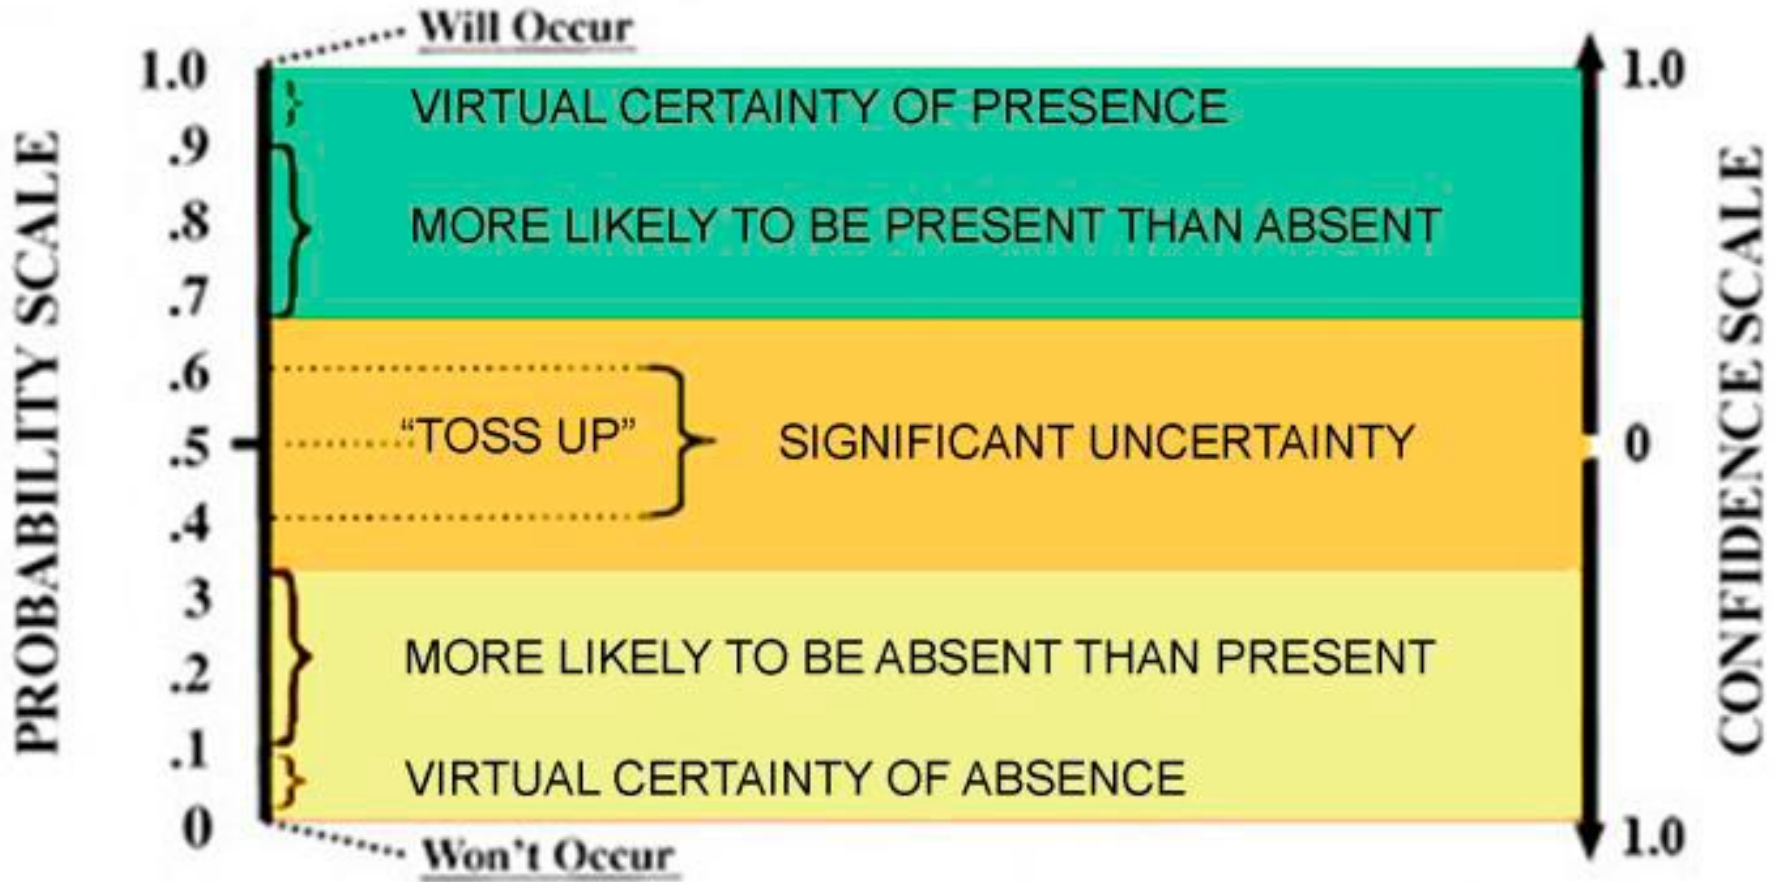 Will Occur
1.0
VIRTUAL CERTAINTY OF PRESENCE
1.0
.9
.8
MORE LIKELY TO BE PRESENT THAN ABSENT
.7
.6
PROBABILITY SCALE
.5
“TOSS UP”
SIGNIFICANT UNCERTAINTY
0
CONFIDENCE SCALE
.4
3
.2
MORE LIKELY TO BE ABSENT THAN PRESENT
.1
VIRTUAL CERTAINTY OF ABSENCE
0
1.0
Won't Occur